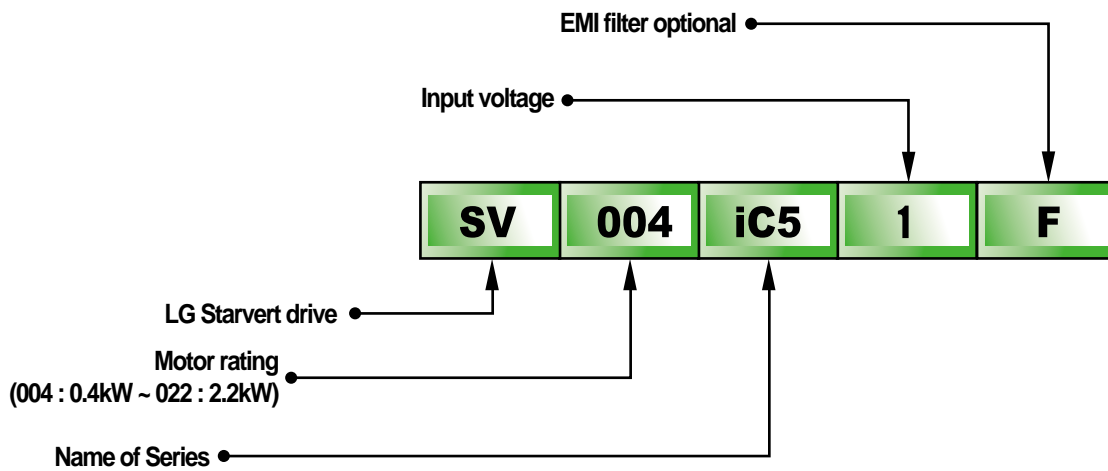 EMI filter optional
Input voltage
SV 004 iC5 1 F
LG Starvert drive
Motor rating
(004 : 0.4kW ~ 022 : 2.2kW)
Name of Series